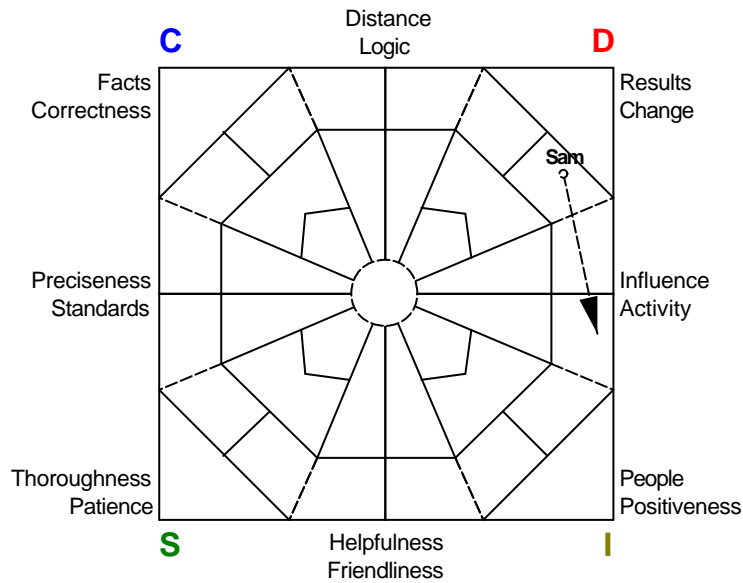 C
Distance
Logic
D
Facts
Correctness
Results
Change
Sam
Preciseness
Standards
Influence
Activity
Thoroughness
Patience
People
Positiveness
S
Helpfulness
Friendliness
I